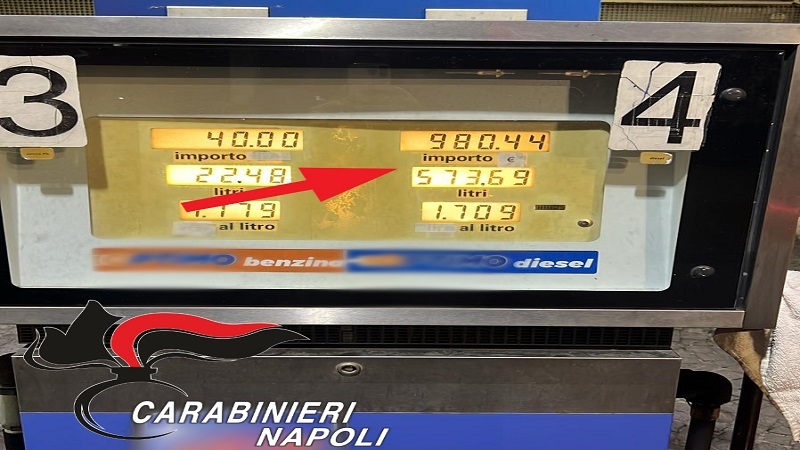 3
4
40.00
980.44
importo
importo €
22.48
573.69
litri
litri
1.179
1.709
al litro
al litro
benzina
diesel
CARABINIERI
NAPOLI